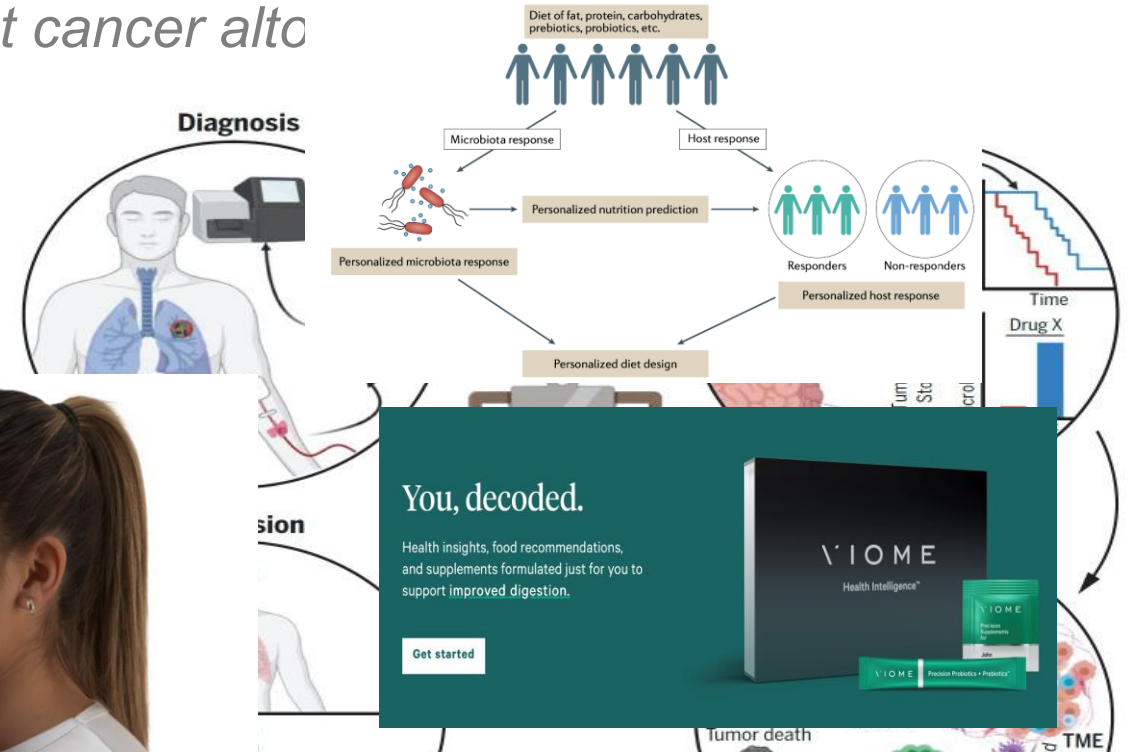 t cancer alto
Diet of fat, protein, carbohydrates,
prebiotics, probiotics, etc.
Diagnosis
Microbiota response
Host response
Personalized nutrition prediction
Personalized microbiota response
Responders
Non-responders
Personalized host response
Personalized diet design
Time
Drug X
Tum
Sto
icrol
sion
You, decoded.
Health insights, food recommendations,
and supplements formulated just for you to
support improved digestion.
Get started
VIOME
Health Intelligence™
VIOME
Precision
Supplements
for
John
VIOME Precision Probiotics + Prebiotics™
Tumor death
TME